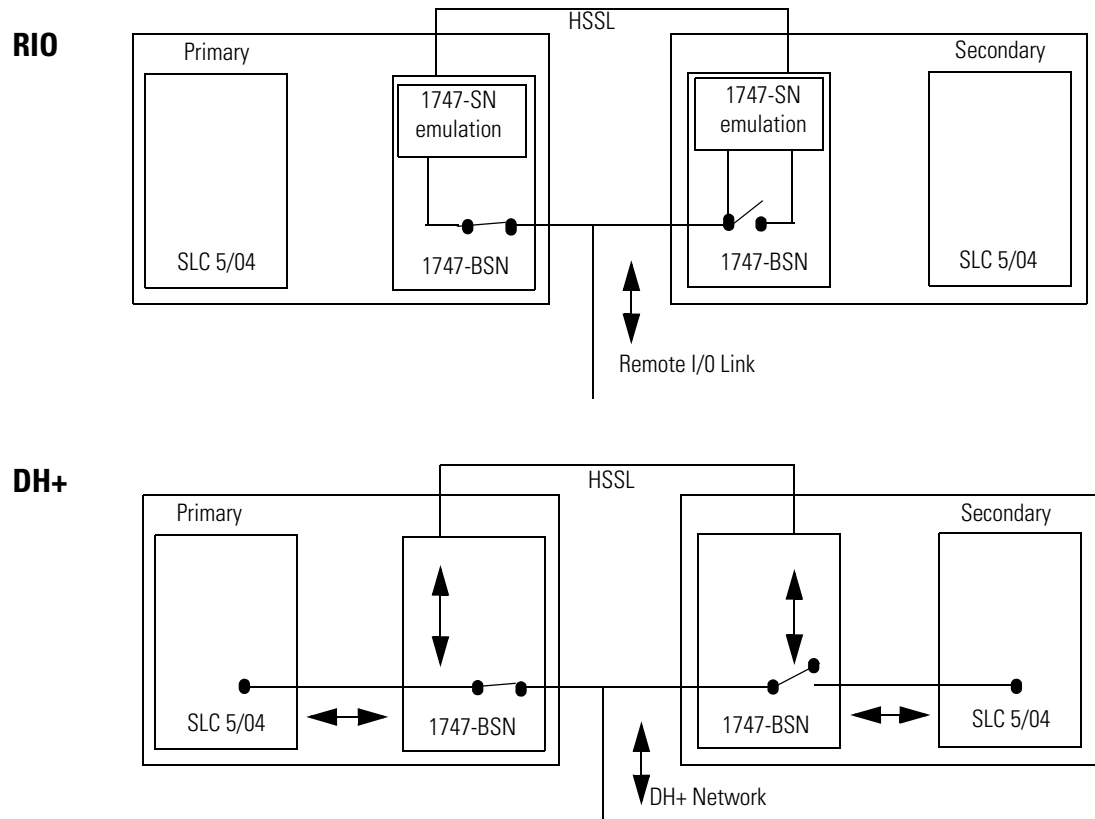 HSSL
RIO
Primary
Secondary
1747-SN
emulation
1747-SN
emulation
SLC 5/04
1747-BSN
1747-BSN
SLC 5/04
Remote I/0 Link
HSSL
DH+
Primary
Secondary
SLC 5/04
1747-BSN
1747-BSN
SLC 5/04
DH+ Network